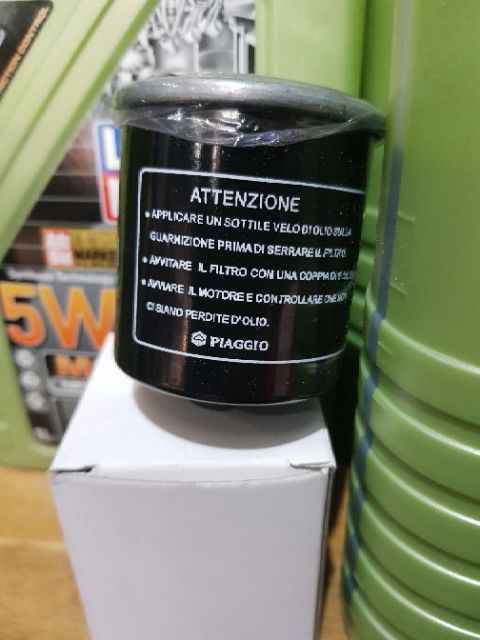 ATTENZIONE
• APPLICARE UN SOTTILE VELO DI OLIO SULLA
GUARNIZIONE PRIMA DI SERRARE IL FILTRO.
• AVVITARE IL FILTRO CON UNA COPPIA DI
• AVVIARE IL MOTORE E CONTROLLARE CHE NON
CI SIANO PERDITE D'OLIO.
PIAGGIO
5W